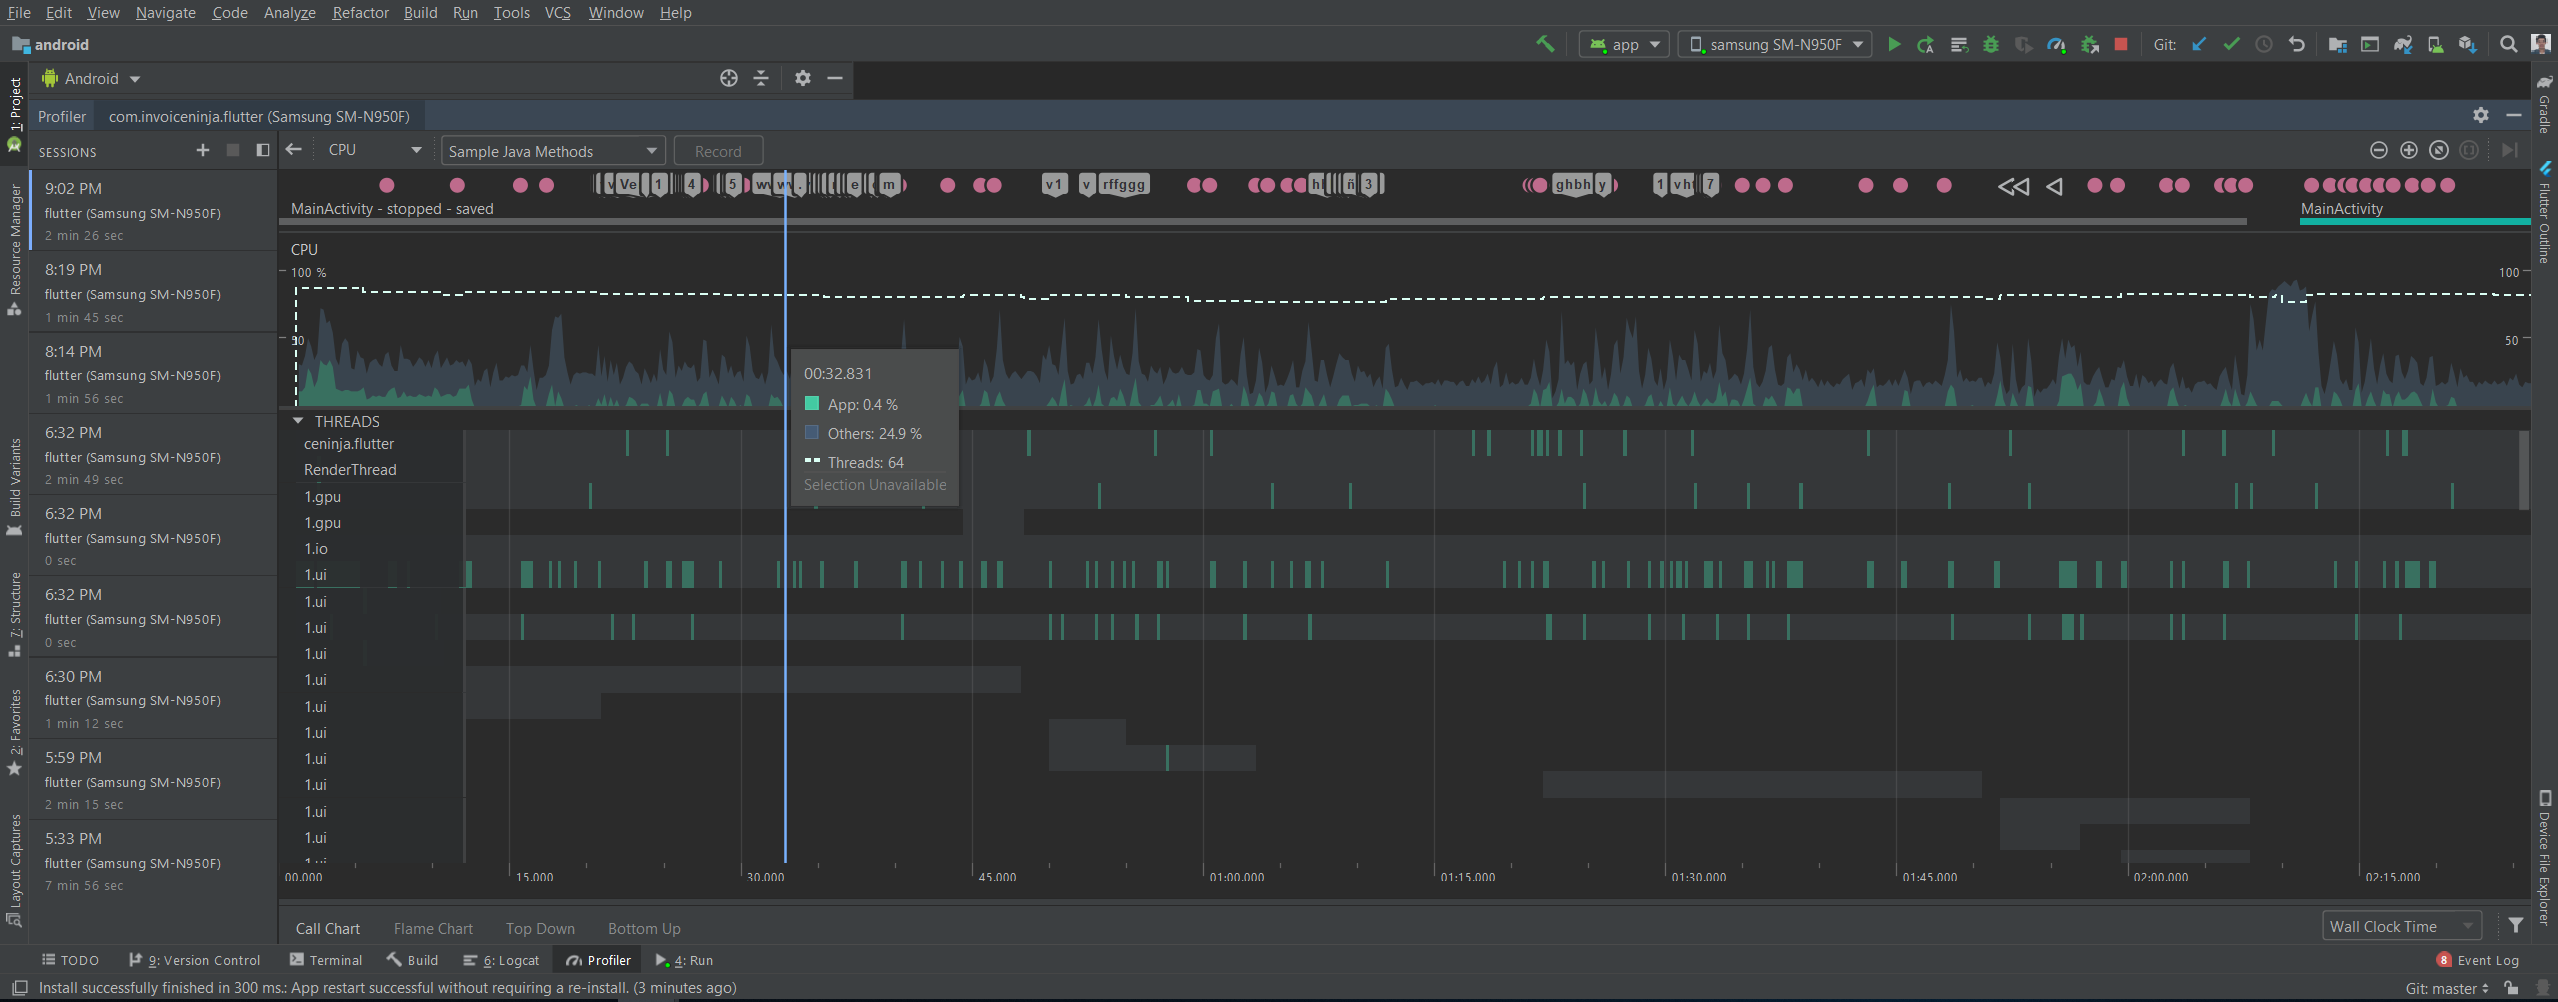 File Edit View Navigate Code Analyze Refactor Build Run Tools VCS Window Help
android
app
samsung SM-N950F
Git:
Android
Profiler com.invoiceninja.flutter (Samsung SM-N950F)
SESSIONS
CPU
Sample Java Methods
Record
9:02 PM
flutter (Samsung SM-N950F)
2 min 26 sec
8:19 PM
flutter (Samsung SM-N950F)
1 min 45 sec
8:14 PM
flutter (Samsung SM-N950F)
1 min 56 sec
6:32 PM
flutter (Samsung SM-N950F)
2 min 49 sec
6:32 PM
flutter (Samsung SM-N950F)
0 sec
6:32 PM
flutter (Samsung SM-N950F)
0 sec
6:30 PM
flutter (Samsung SM-N950F)
1 min 12 sec
5:59 PM
flutter (Samsung SM-N950F)
2 min 15 sec
5:33 PM
flutter (Samsung SM-N950F)
7 min 56 sec
v Ve 1 4 5 e m v1 v rffggg ñ 3 ghbh y 1 7
MainActivity - stopped - saved
MainActivity
CPU
100 %
100
50
50
00:32.831
App: 0.4 %
Others: 24.9 %
Threads: 64
Selection Unavailable
THREADS
ceninja.flutter
RenderThread
1.gpu
1.gpu
1.io
1.ui
1.ui
1.ui
1.ui
1.ui
1.ui
1.ui
1.ui
1.ui
1.ui
1.ui
1.ui
00.000 15.000 30.000 45.000 01:00.000 01:15.000 01:30.000 01:45.000 02:00.000 02:15.000
Call Chart Flame Chart Top Down Bottom Up
Wall Clock Time
1: Project
Resource Manager
Build Variants
7: Structure
2: Favorites
Layout Captures
Gradle
Flutter Outline
Device File Explorer
TODO 9: Version Control Terminal Build 6: Logcat Profiler 4: Run
8 Event Log
Install successfully finished in 300 ms.: App restart successful without requiring a re-install. (3 minutes ago)
Git: master